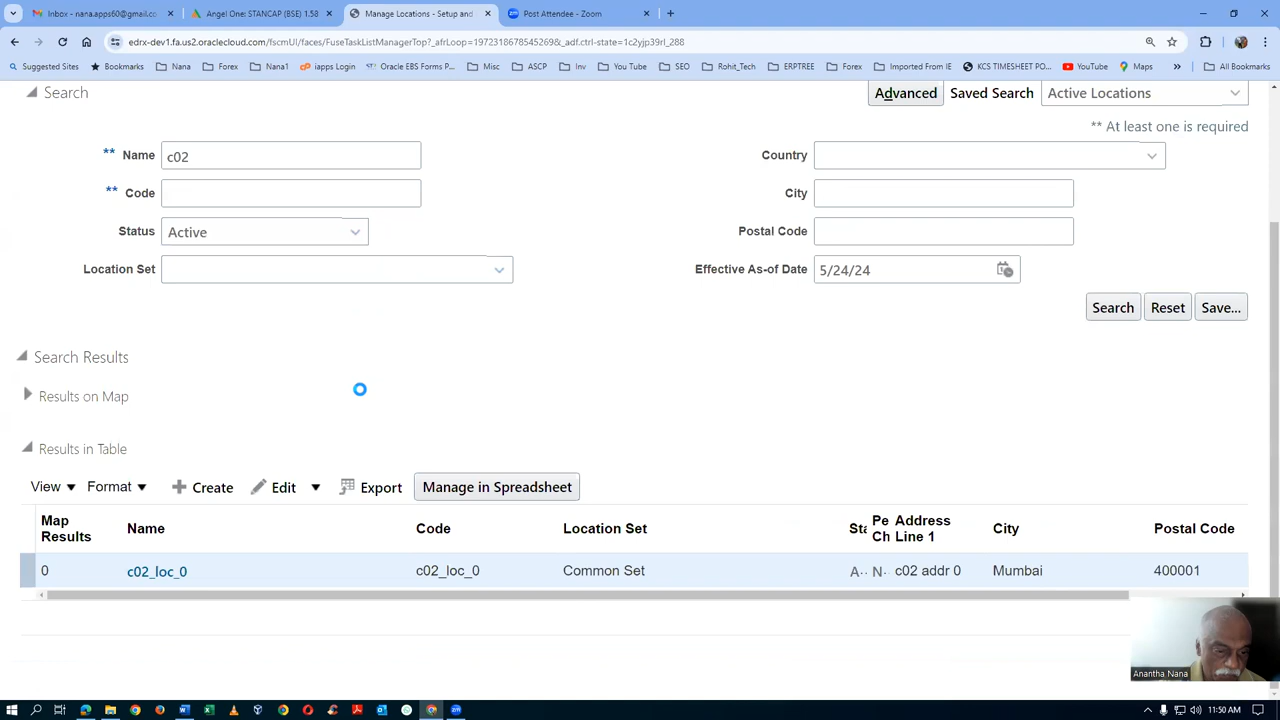 Inbox - nana.apps60@gmail.co
Angel One: STANCAP (BSE) 1.58
Manage Locations - Setup and
Post Attendee - Zoom
edrx-dev1.fa.us2.oraclecloud.com/fscmUI/faces/FuseTaskListManagerTop?_afrLoop=19723186785452​69&_adf.ctrl-state=1c2yjp39rl_288
Suggested Sites Bookmarks Nana Forex Nana1 iapps Login Oracle EBS Forms P... Misc ASCP Inv You Tube SEO Rohit_Tech ERPTREE Forex Imported From IE KCS TIMESHEET PO... YouTube Maps » All Bookmarks
Search Advanced Saved Search Active Locations
** At least one is required
** Name c02 Country
** Code City
Status Active Postal Code
Location Set Effective As-of Date 5/24/24
Search Reset Save...
Search Results
Results on Map
Results in Table
View Format Create Edit Export Manage in Spreadsheet
Map Results Name Code Location Set Sta Pe Ch Address Line 1 City Postal Code
0 c02_loc_0 c02_loc_0 Common Set A.. N. c02 addr 0 Mumbai 400001
Anantha Nana
11:50 AM